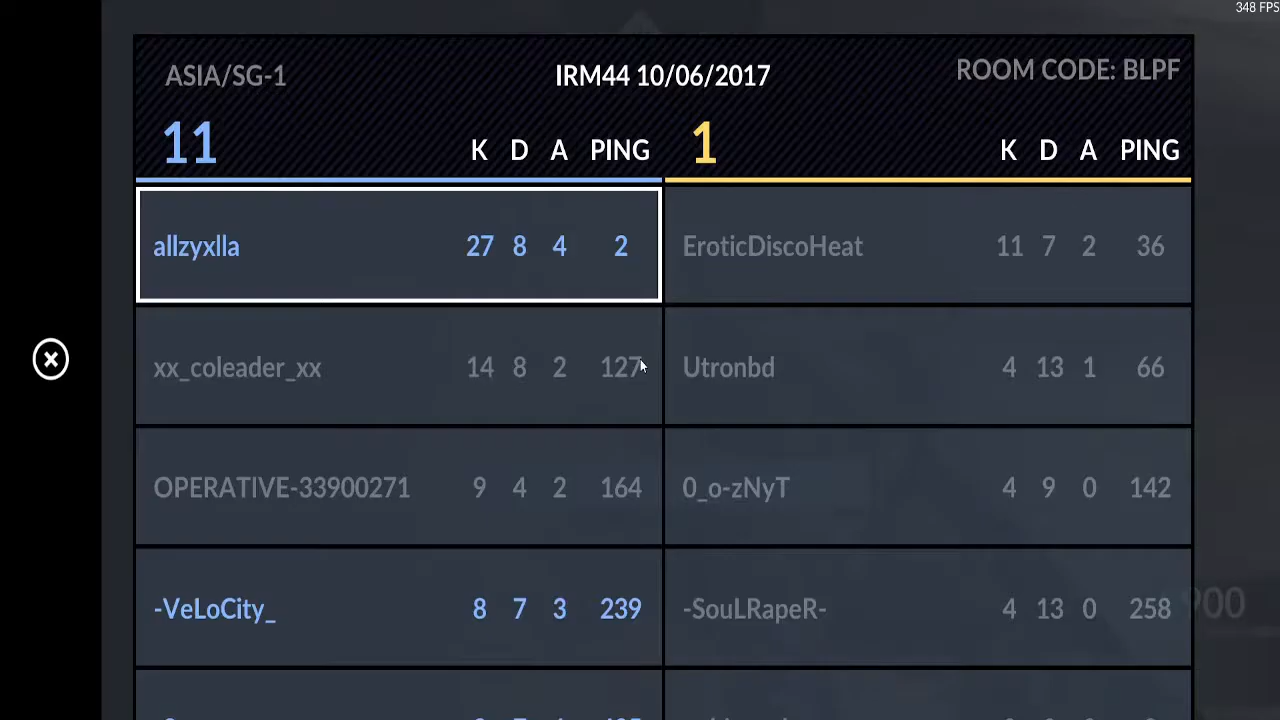 348 FPS
ASIA/SG-1 IRM44 10/06/2017 ROOM CODE: BLPF
11 K D A PING 1 K D A PING
allzyxlla 27 8 4 2 EroticDiscoHeat 11 7 2 36
xx_coleader_xx 14 8 2 127 Utronbd 4 13 1 66
OPERATIVE-33900271 9 4 2 164 0_o-zNyT 4 9 0 142
-VeLoCity_ 8 7 3 239 -SouLRapeR- 4 13 0 258